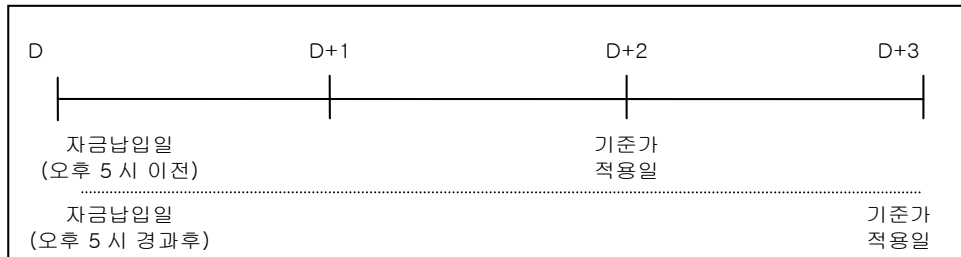 D D+1 D+2 D+3
자금납입일 기준가
(오후 5 시 이전) 적용일
자금납입일 기준가
(오후 5 시 경과후) 적용일